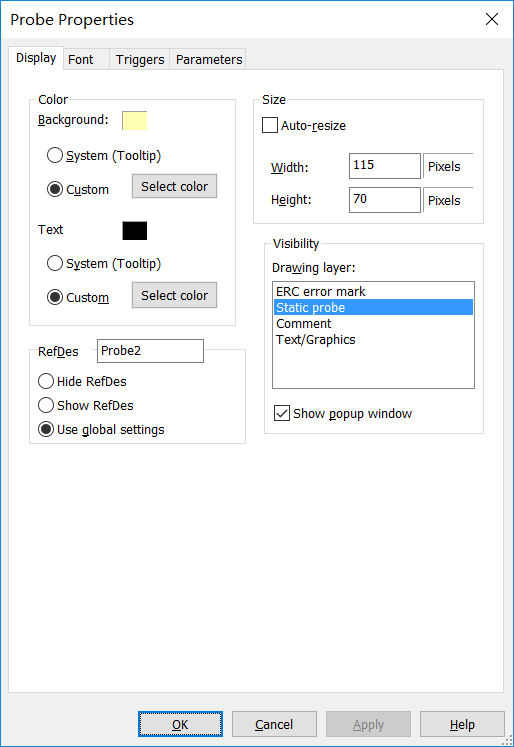 Probe Properties
Display Font Triggers Parameters
Color
Background:
System (Tooltip)
Custom Select color
Text
System (Tooltip)
Custom Select color
RefDes Probe2
Hide RefDes
Show RefDes
Use global settings
Size
Auto-resize
Width: 115 Pixels
Height: 70 Pixels
Visibility
Drawing layer:
ERC error mark
Static probe
Comment
Text/Graphics
Show popup window
OK Cancel Apply Help